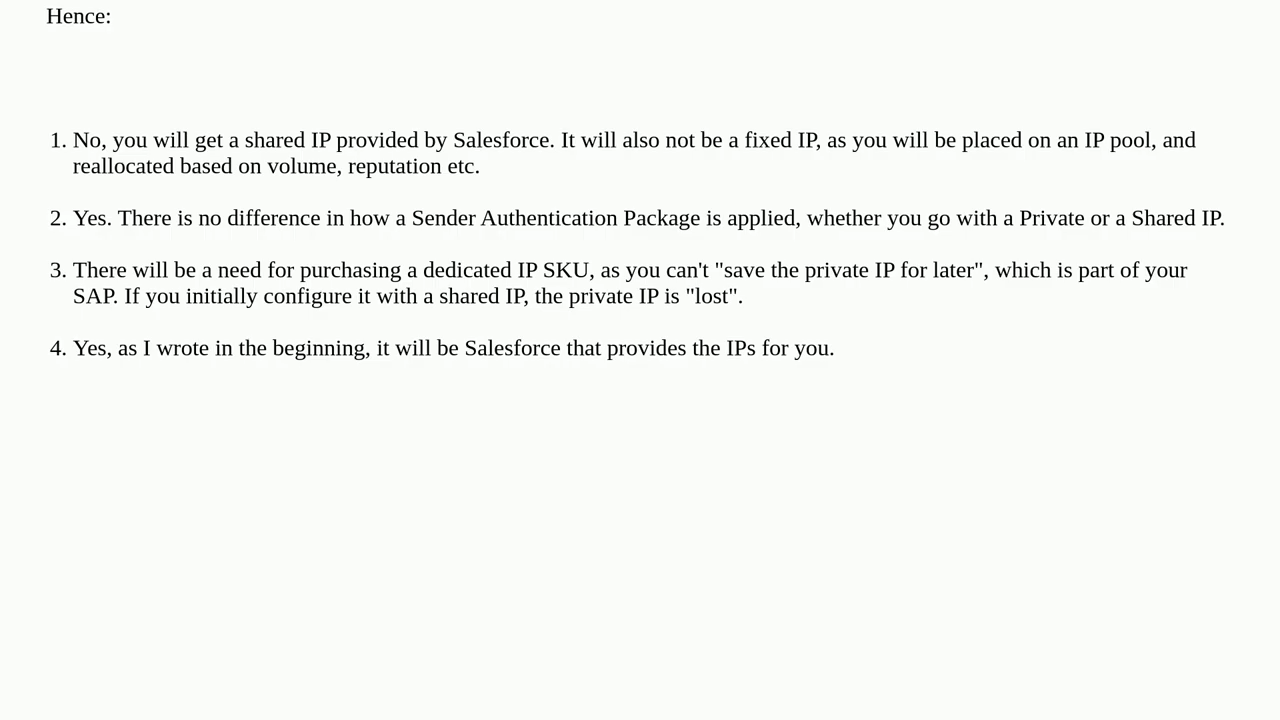 Hence:
1. No, you will get a shared IP provided by Salesforce. It will also not be a fixed IP, as you will be placed on an IP pool, and
reallocated based on volume, reputation etc.
2. Yes. There is no difference in how a Sender Authentication Package is applied, whether you go with a Private or a Shared IP.
3. There will be a need for purchasing a dedicated IP SKU, as you can't "save the private IP for later", which is part of your
SAP. If you initially configure it with a shared IP, the private IP is "lost".
4. Yes, as I wrote in the beginning, it will be Salesforce that provides the IPs for you.